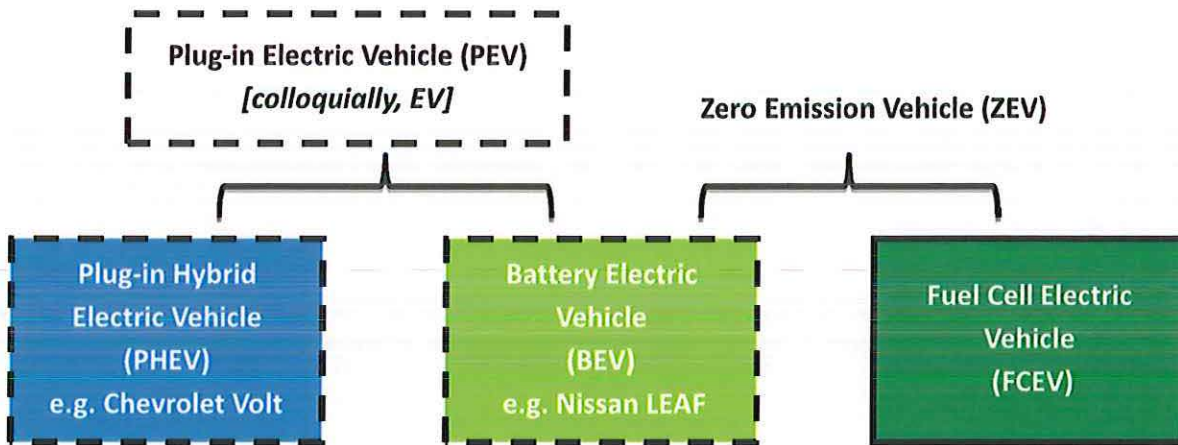 Plug-in Electric Vehicle (PEV)
[colloquially, EV]
Zero Emission Vehicle (ZEV)
Plug-in Hybrid
Electric Vehicle
(PHEV)
e.g. Chevrolet Volt
Battery Electric
Vehicle
(BEV)
e.g. Nissan LEAF
Fuel Cell Electric
Vehicle
(FCEV)